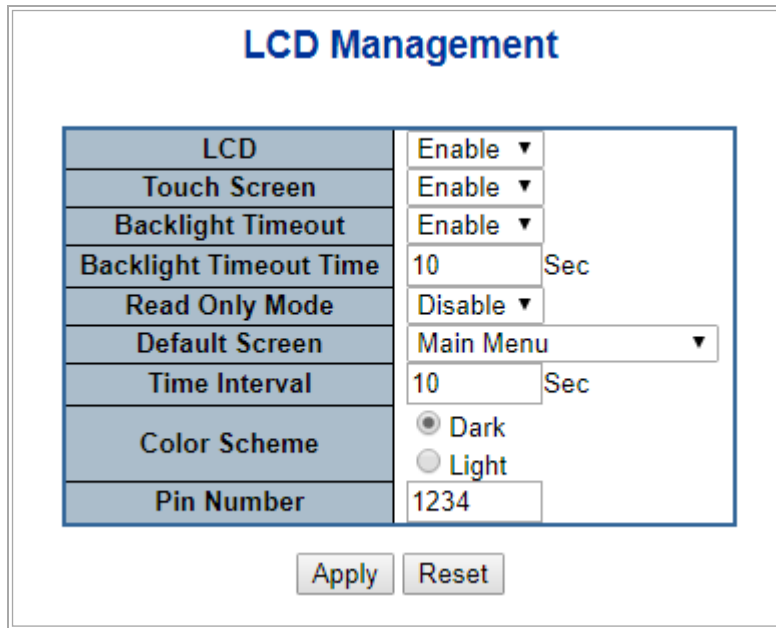 LCD Management
LCD Enable
Touch Screen Enable
Backlight Timeout Enable
Backlight Timeout Time 10 Sec
Read Only Mode Disable
Default Screen Main Menu
Time Interval 10 Sec
Color Scheme Dark
Light
Pin Number 1234
Apply Reset